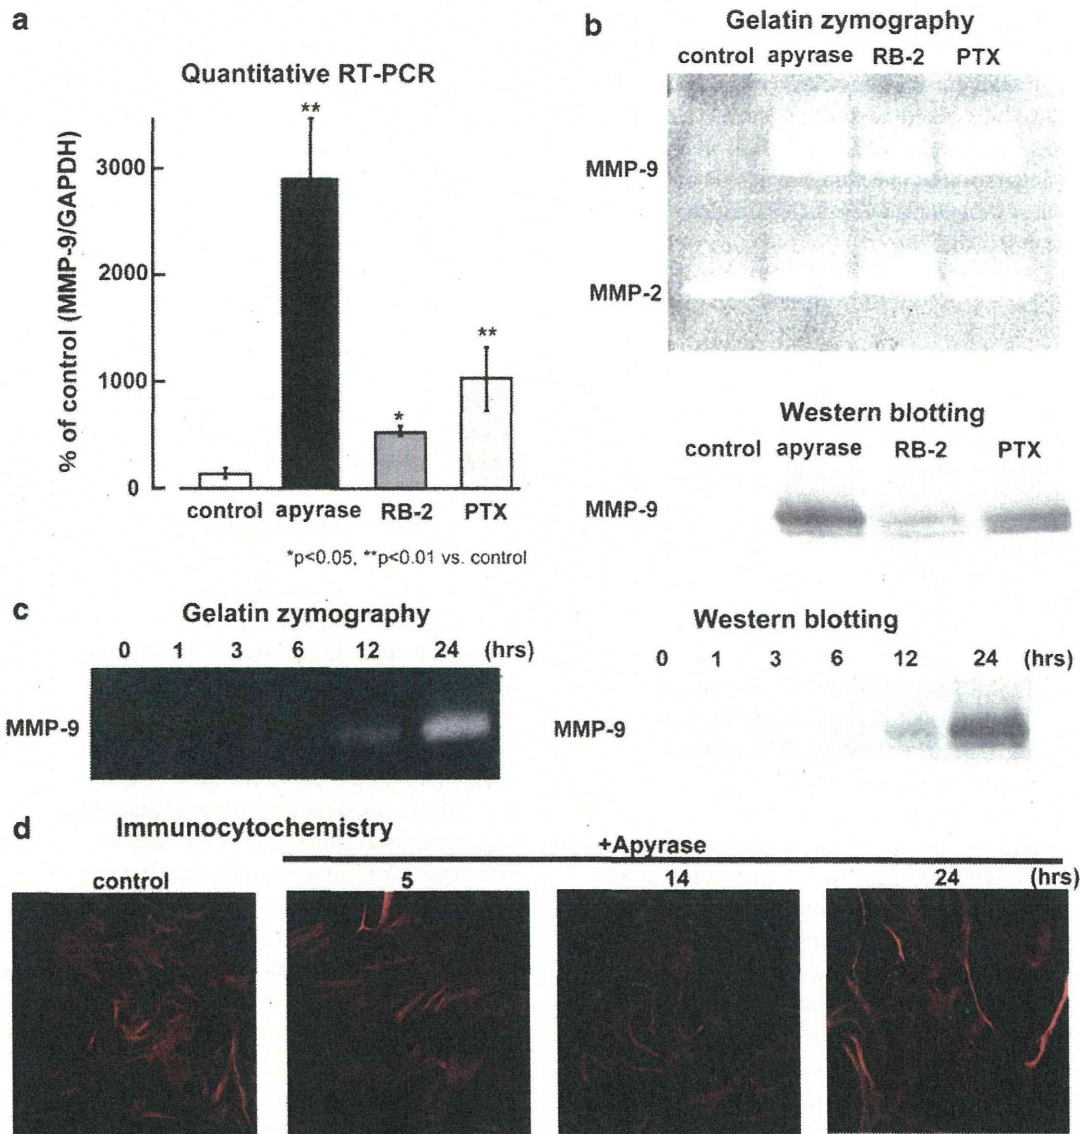 a
Quantitative RT-PCR
% of control (MMP-9/GAPDH)
3000
2000
1000
0
**
*
**
control apyrase RB-2 PTX
*p<0.05, **p<0.01 vs. control
b
Gelatin zymography
control apyrase RB-2 PTX
MMP-9
MMP-2
Western blotting
control apyrase RB-2 PTX
MMP-9
c
Gelatin zymography
0 1 3 6 12 24 (hrs)
MMP-9
Western blotting
0 1 3 6 12 24 (hrs)
MMP-9
d
Immunocytochemistry
+Apyrase
control 5 14 24 (hrs)